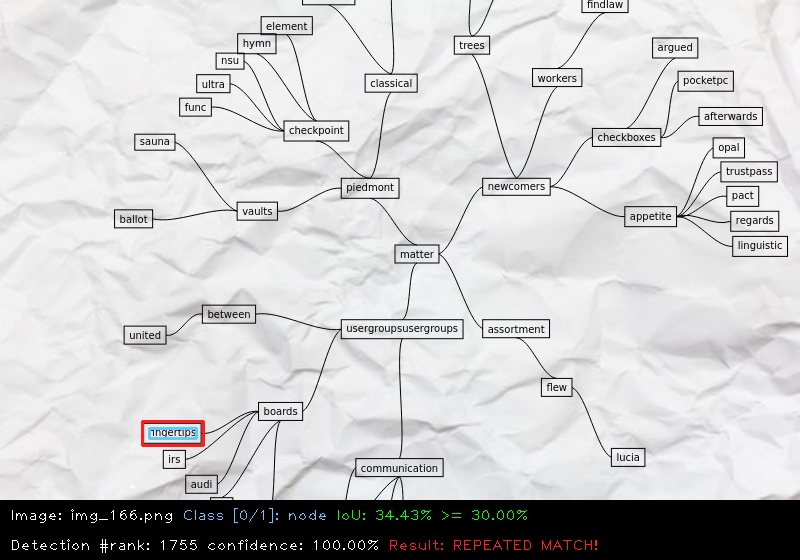 findlaw
element
hymn
trees
argued
nsu
workers
ultra
classical
pocketpc
func
checkpoint
afterwards
sauna
checkboxes
opal
trustpass
piedmont
newcomers
pact
ballot
vaults
appetite
regards
linguistic
matter
between
united
usergroupsusergroups
assortment
flew
boards
irs
lucia
communication
audi
Image: img_166.png Class [0/1]: node IoU: 34.43% >= 30.00%
Detection #rank: 1755 confidence: 100.00% Result: REPEATED MATCH!